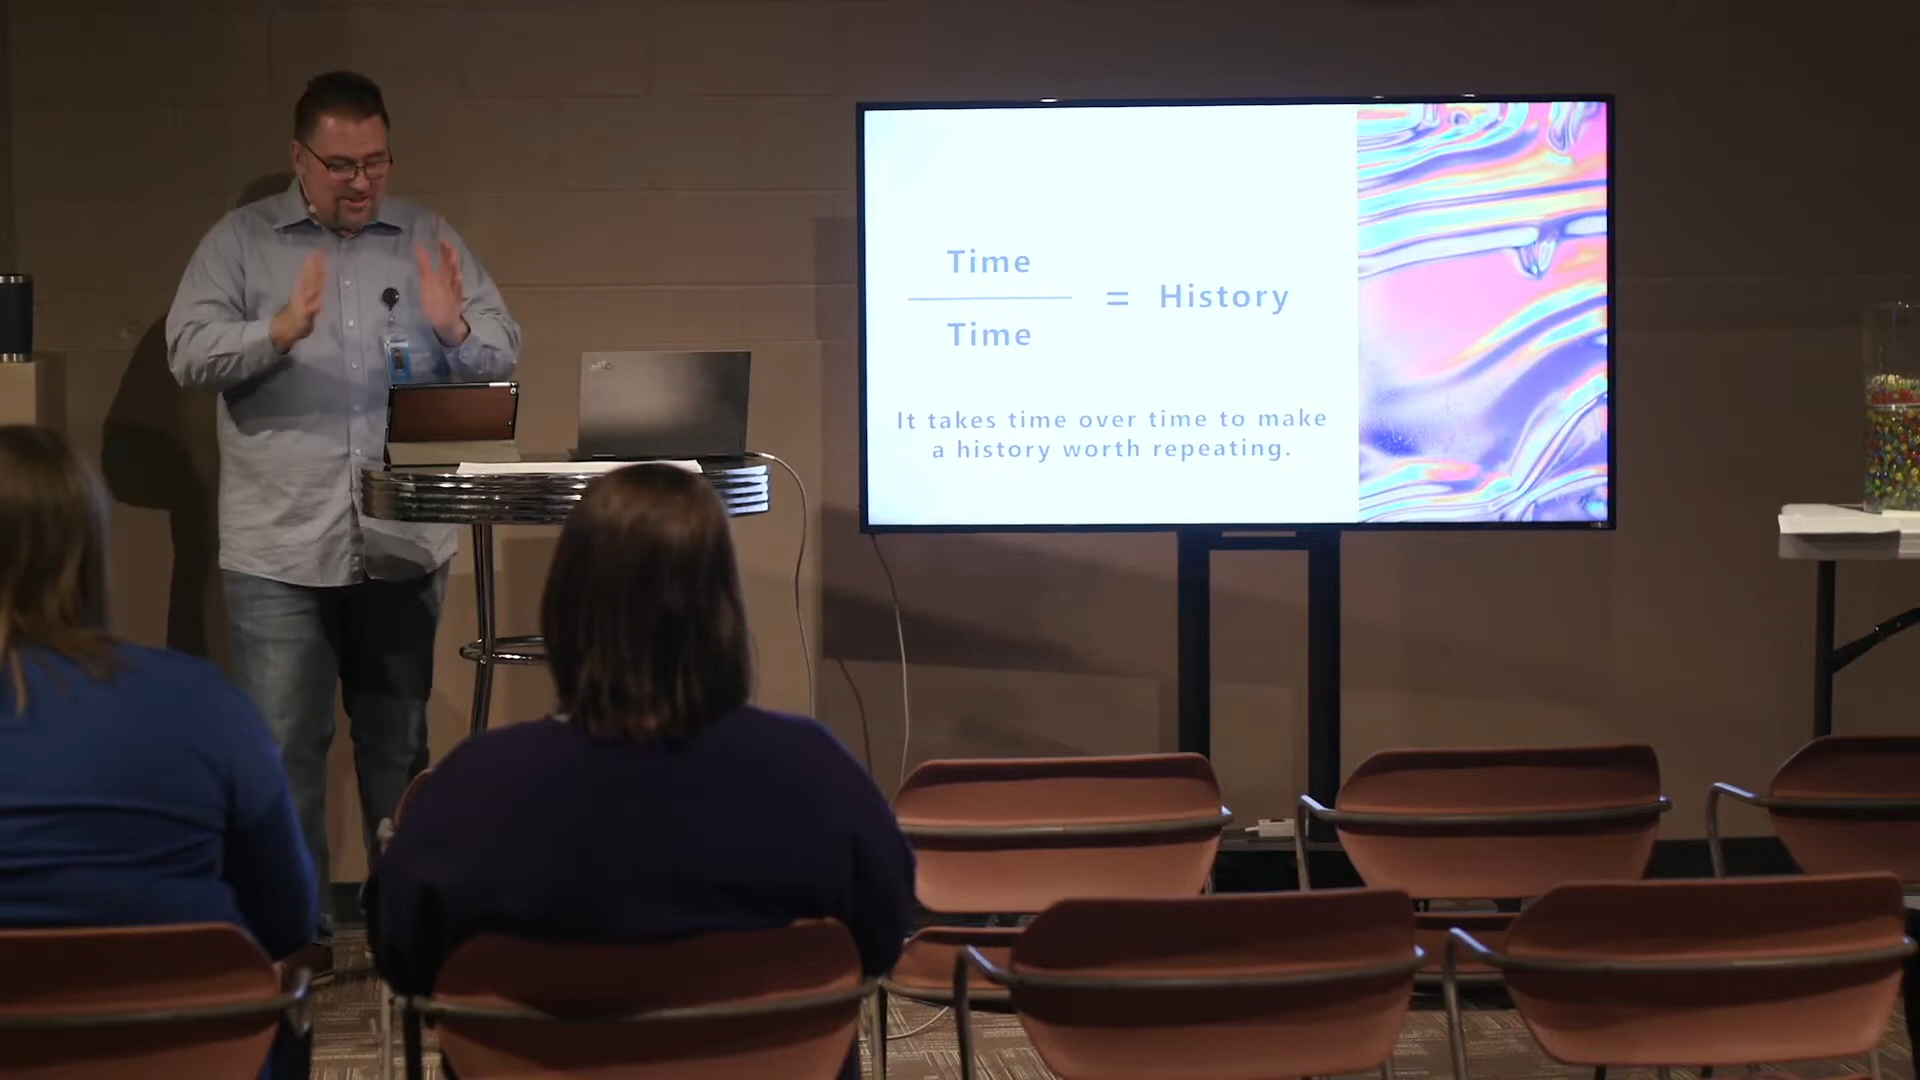 Time
Time
= History
It takes time over time to make
a history worth repeating.